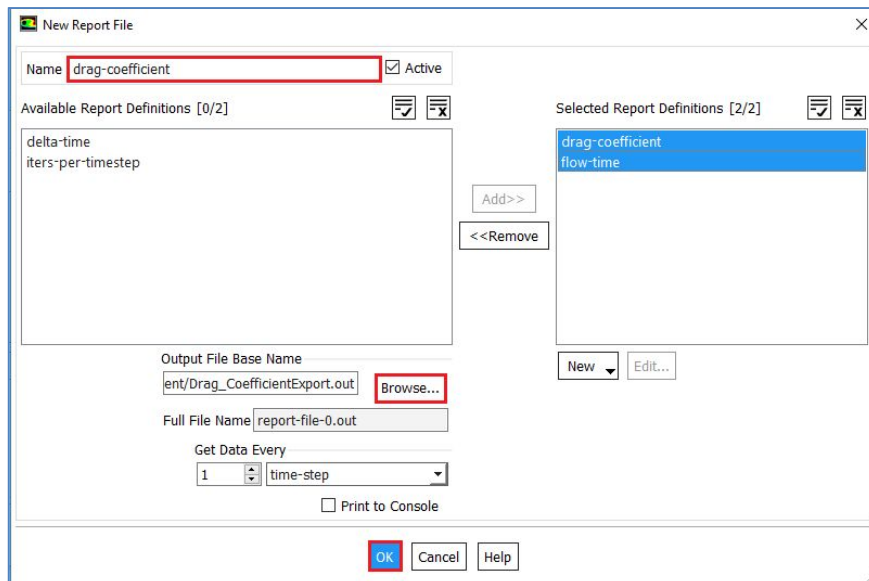 New Report File
Name drag-coefficient Active
Available Report Definitions [0/2]
delta-time
iters-per-timestep
Add>>
<<Remove
Selected Report Definitions [2/2]
drag-coefficient
flow-time
New Edit...
Output File Base Name
ent/Drag_CoefficientExport.out Browse...
Full File Name report-file-0.out
Get Data Every
1 time-step
Print to Console
OK Cancel Help